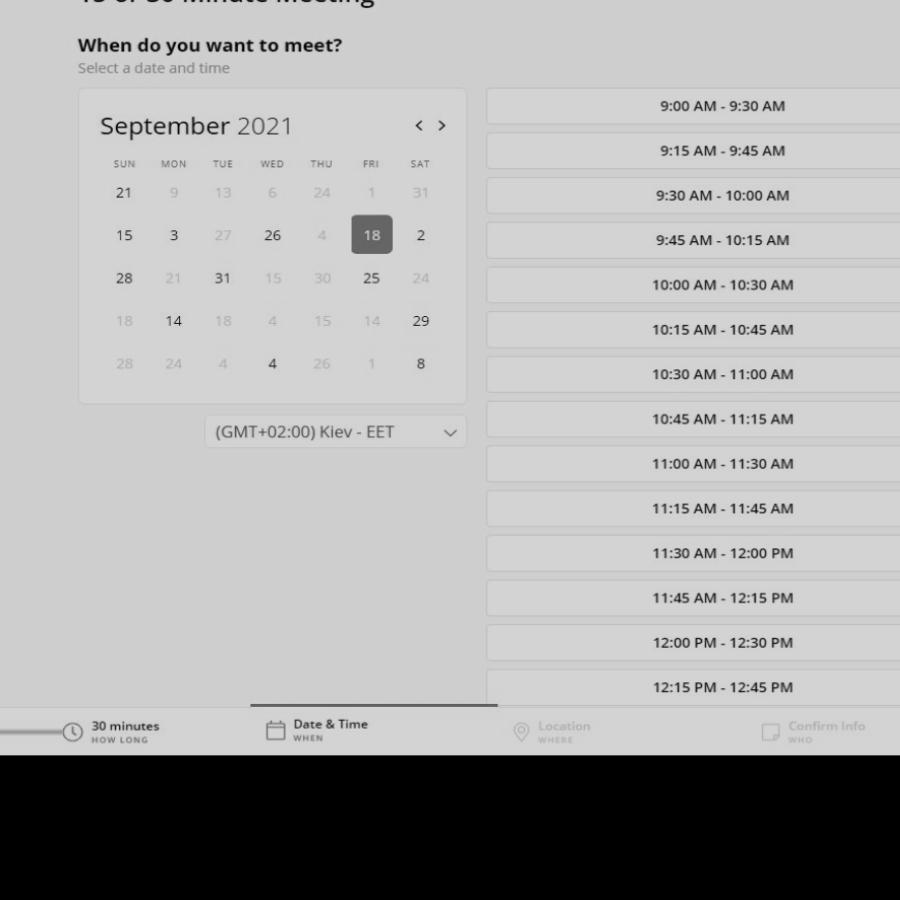 When do you want to meet?
Select a date and time
September 2021
SUN MON TUE WED THU FRI SAT
21 9 13 6 24 1 31
15 3 27 26 4 18 2
28 21 31 15 30 25 24
18 14 18 4 15 14 29
28 24 4 4 26 1 8
(GMT+02:00) Kiev - EET
9:00 AM - 9:30 AM
9:15 AM - 9:45 AM
9:30 AM - 10:00 AM
9:45 AM - 10:15 AM
10:00 AM - 10:30 AM
10:15 AM - 10:45 AM
10:30 AM - 11:00 AM
10:45 AM - 11:15 AM
11:00 AM - 11:30 AM
11:15 AM - 11:45 AM
11:30 AM - 12:00 PM
11:45 AM - 12:15 PM
12:00 PM - 12:30 PM
12:15 PM - 12:45 PM
30 minutes
HOW LONG
Date & Time
WHEN
Location
WHERE
Confirm Info
WHO